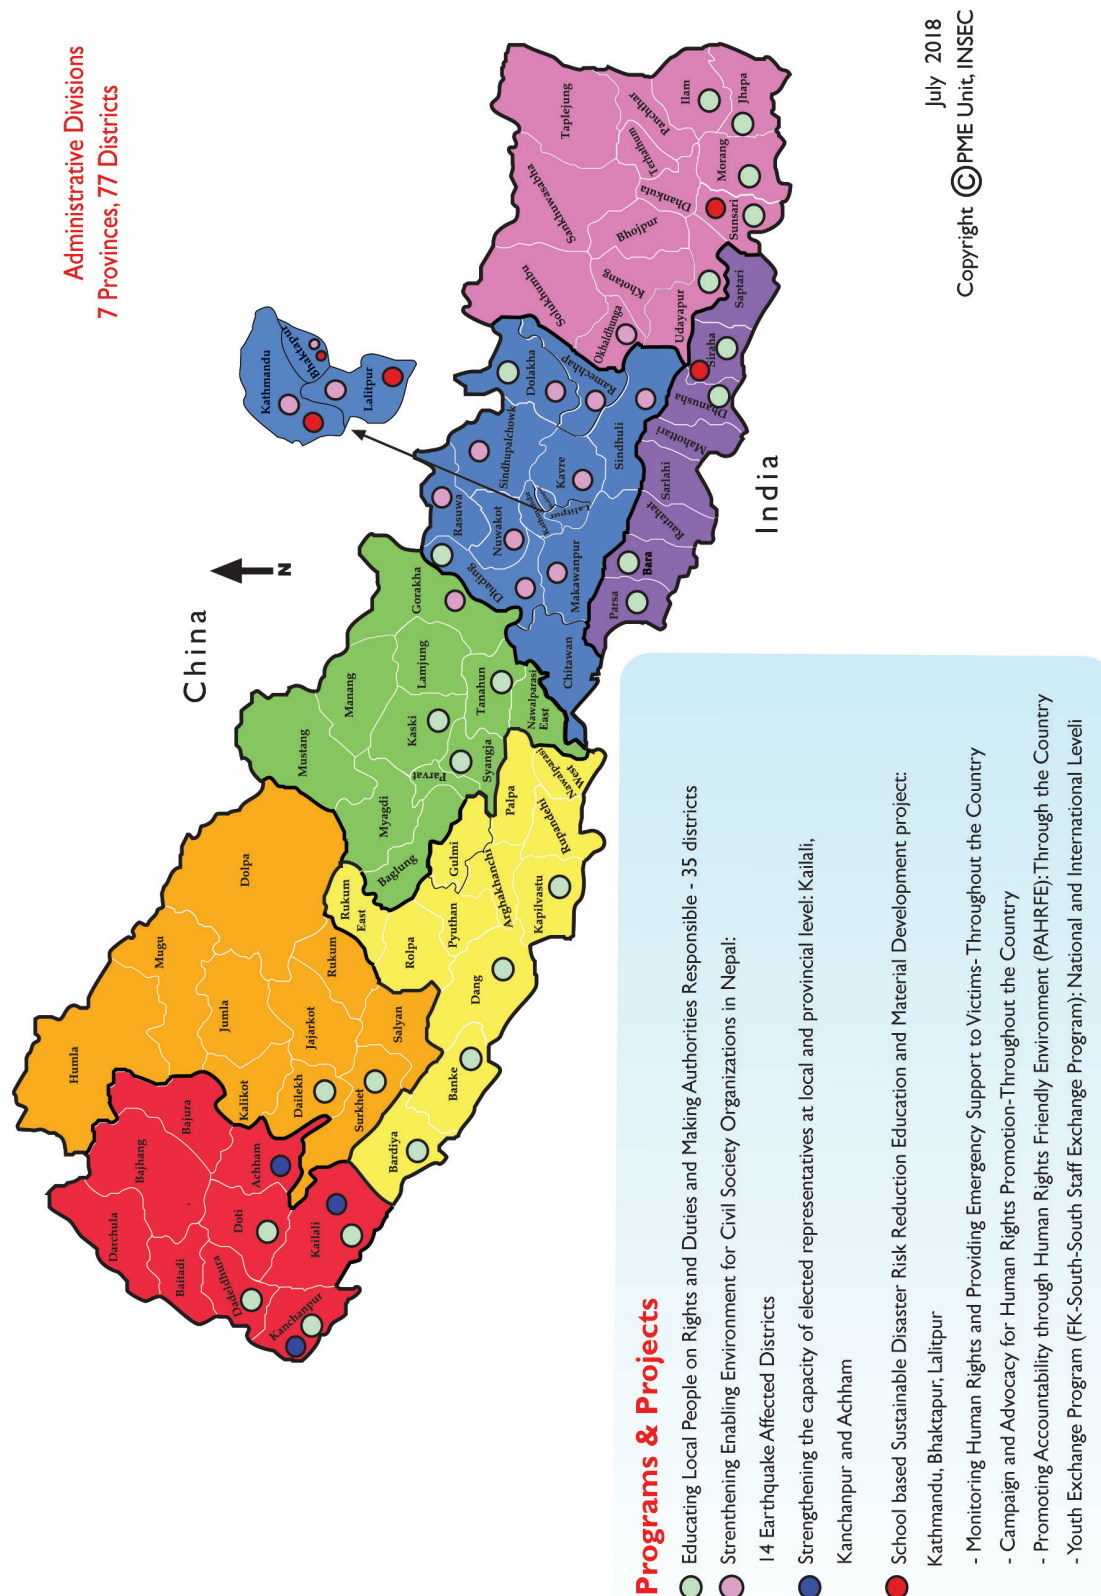 Administrative Divisions
7 Provinces, 77 Districts
China
N
India
Kathmandu
Bhaktapur
Lalitpur
Darchula
Baitadi
Dadeldhura
Kanchanpur
Bajhang
Bajura
Doti
Achham
Kailali
Humla
Mugu
Dolpa
Jumla
Kalikot
Dailekh
Jajarkot
Rukum
Salyan
Surkhet
Rukum
East
Rolpa
Pyuthan
Gulmi
Arghakhanchi
Palpa
Nawalparasi
West
Rupandehi
Kapilvastu
Dang
Banke
Bardiya
Mustang
Manang
Myagdi
Baglung
Parvat
Kaski
Lamjung
Gorakha
Tanahun
Syangja
Nawalparasi
East
Chitawan
Makawanpur
Dhading
Nuwakot
Rasuwa
Sindhupalchowk
Kathmandu
Lalitpur
Kavre
Dolakha
Ramechhap
Sindhuli
Parsa
Bara
Rautahat
Sarlahi
Mahottari
Dhanusha
Siraha
Saptari
Solukhumbu
Okhaldhunga
Khotang
Udayapur
Bhojpur
Sankhuwasabha
Dhankuta
Terhathum
Taplejung
Panchthar
Ilam
Jhapa
Morang
Sunsari
July 2018
Copyright © PME Unit, INSEC
Programs & Projects
Educating Local People on Rights and Duties and Making Authorities Responsible - 35 districts
Strenthening Enabling Environment for Civil Society Organizations in Nepal:
14 Earthquake Affected Districts
Strengthening the capacity of elected representatives at local and provincial level: Kailali,
Kanchanpur and Achham
School based Sustainable Disaster Risk Reduction Education and Material Development project:
Kathmandu, Bhaktapur, Lalitpur
- Monitoring Human Rights and Providing Emergency Support to Victims- Throughout the Country
- Campaign and Advocacy for Human Rights Promotion-Throughout the Country
- Promoting Accountability through Human Rights Friendly Environment (PAHRFE): Through the Country
- Youth Exchange Program (FK-South-South Staff Exchange Program): National and International Leveli